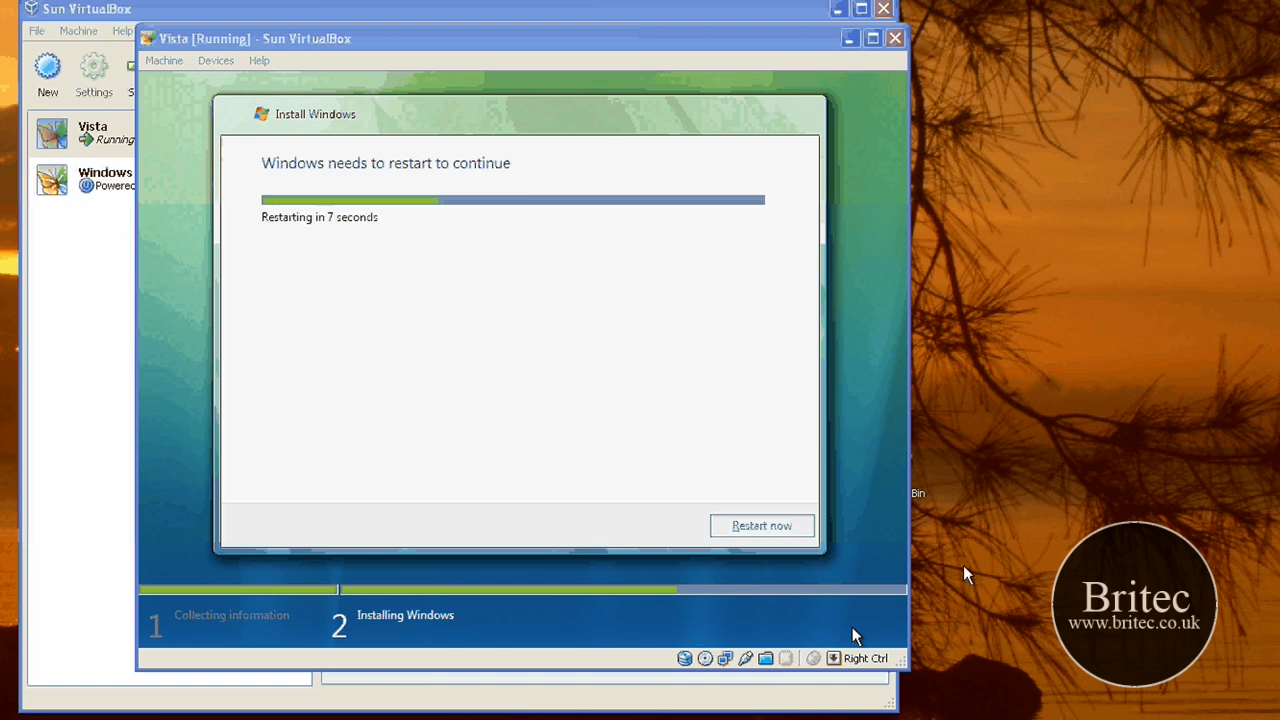 Sun VirtualBox
File Machine Help
New Settings S
Vista
Running
Windows
Powered
Vista [Running] - Sun VirtualBox
Machine Devices Help
Install Windows
Windows needs to restart to continue
Restarting in 7 seconds
Restart now
1 Collecting information
2 Installing Windows
Right Ctrl
Bin
Britec
www.britec.co.uk